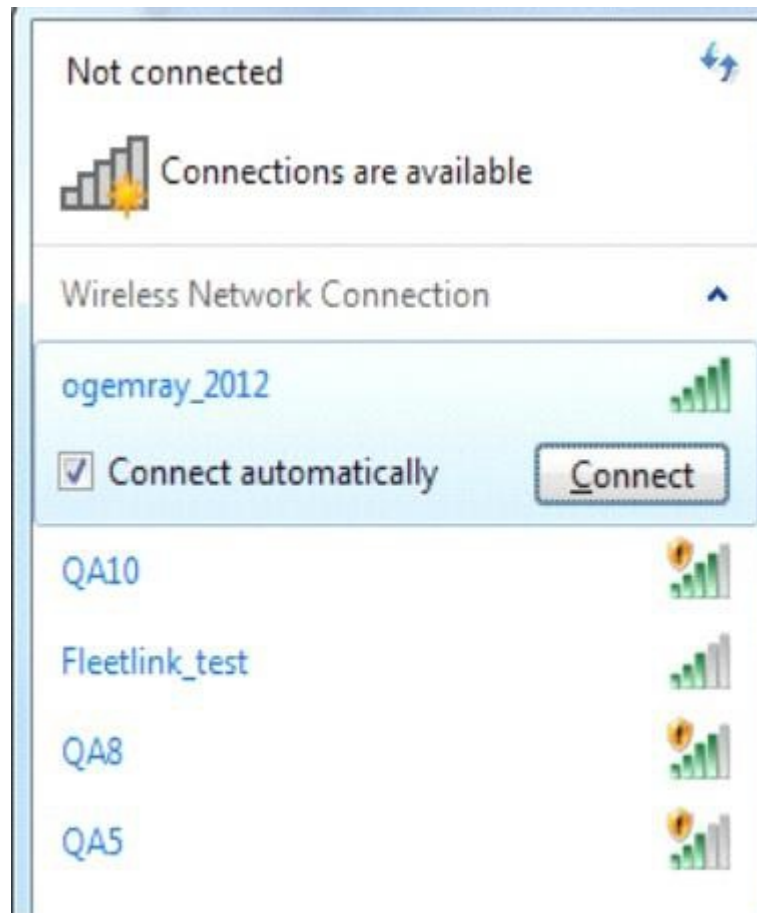 Not connected
Connections are available
Wireless Network Connection
ogemray_2012
Connect automatically
Connect
QA10
Fleetlink_test
QA8
QA5